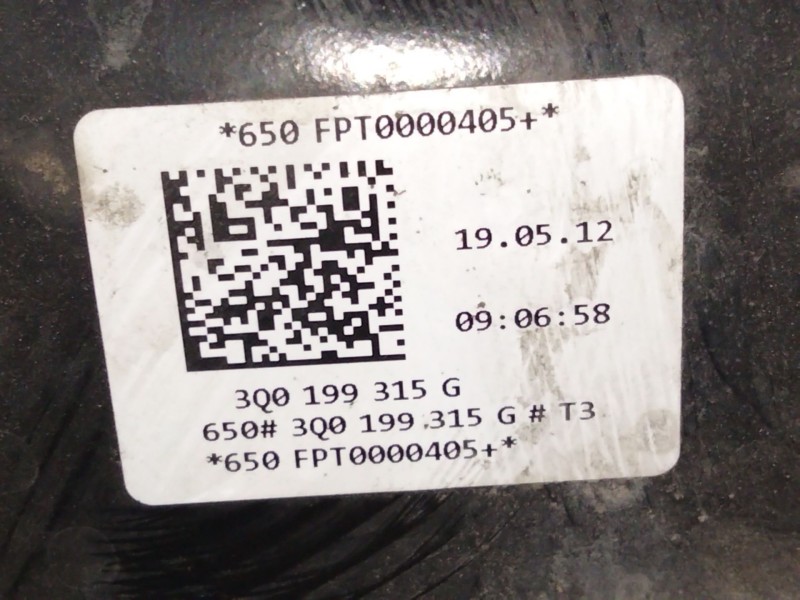 *650 FPT0000405+*
19.05.12
09:06:58
3Q0 199 315 G
650# 3Q0 199 315 G # T3
*650 FPT0000405+*